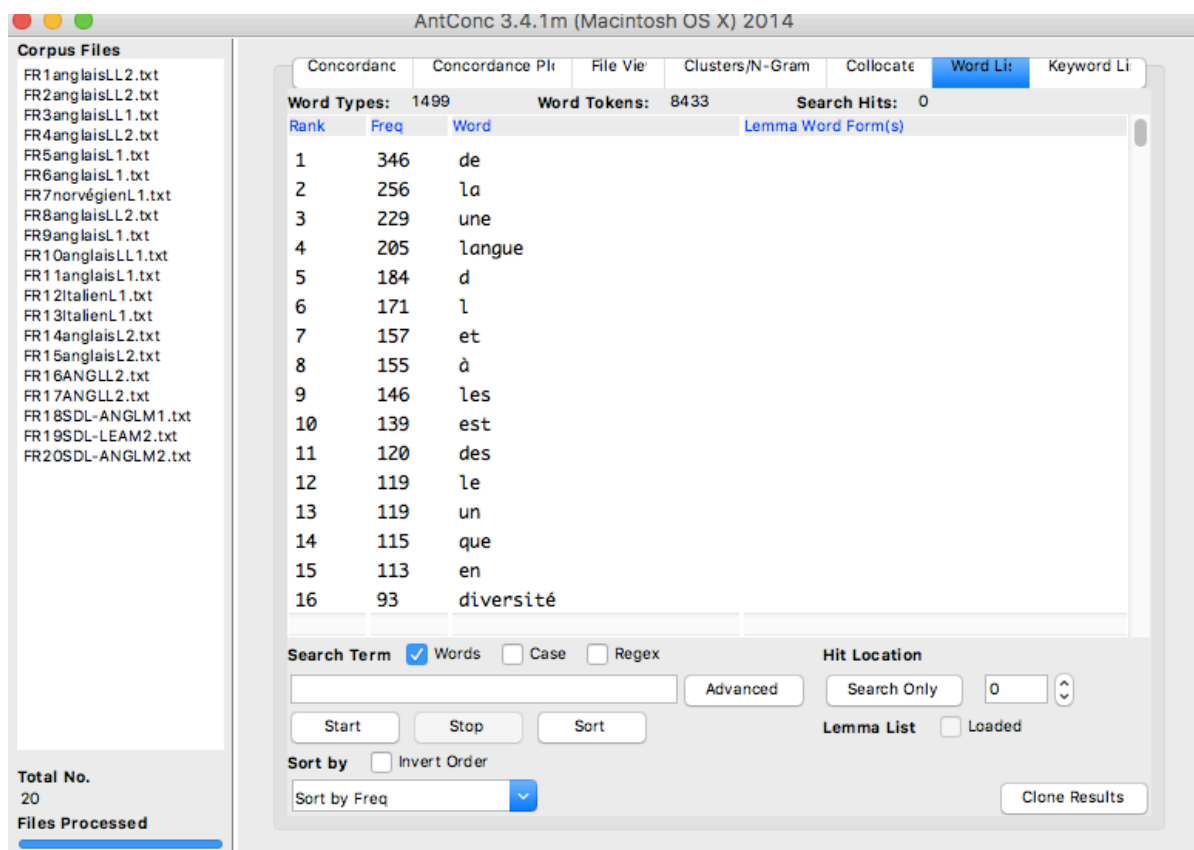 AntConc 3.4.1m (Macintosh OS X) 2014
Corpus Files
FR1anglaisLL2.txt
FR2anglaisLL2.txt
FR3anglaisLL1.txt
FR4anglaisLL2.txt
FR5anglaisL1.txt
FR6anglaisL1.txt
FR7norvégienL1.txt
FR8anglaisLL2.txt
FR9anglaisL1.txt
FR10anglaisLL1.txt
FR11anglaisL1.txt
FR12ItalienL1.txt
FR13ItalienL1.txt
FR14anglaisL2.txt
FR15anglaisL2.txt
FR16ANGLL2.txt
FR17ANGLL2.txt
FR18SDL-ANGLM1.txt
FR19SDL-LEAM2.txt
FR20SDL-ANGLM2.txt
Total No.
20
Files Processed
Concordanc Concordance Plo File Vie Clusters/N-Gram Collocate Word Li Keyword Li
Word Types: 1499 Word Tokens: 8433 Search Hits: 0
Rank Freq Word Lemma Word Form(s)
1 346 de
2 256 la
3 229 une
4 205 langue
5 184 d
6 171 l
7 157 et
8 155 à
9 146 les
10 139 est
11 120 des
12 119 le
13 119 un
14 115 que
15 113 en
16 93 diversité
Search Term Words Case Regex Hit Location
Advanced Search Only 0
Start Stop Sort Lemma List Loaded
Sort by Invert Order
Sort by Freq Clone Results